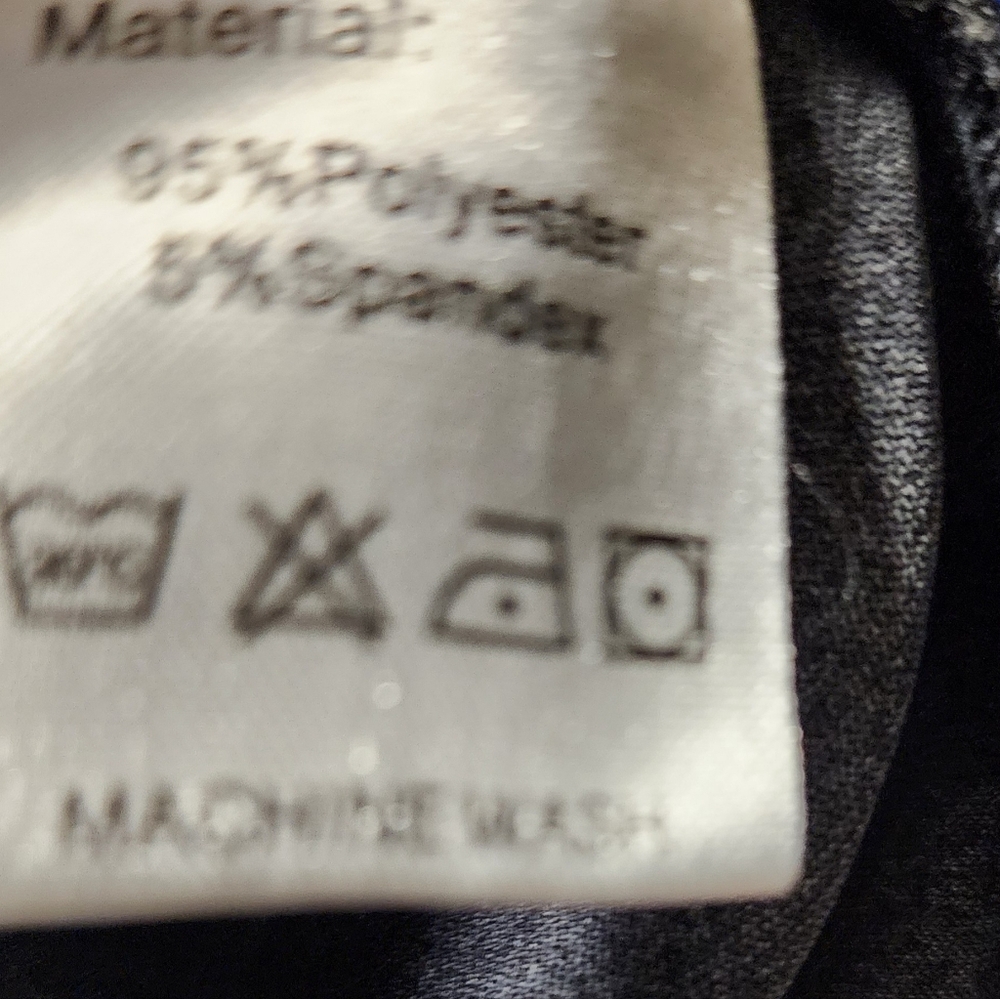 Material:
95%Polyester
5%Spandex
MACHINE WASH